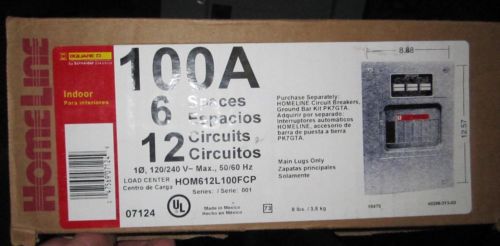 HOMELINE
SQUARE D
by Schneider Electric
Indoor
Para interiores
100A
6 Spaces
Espacios
12 Circuits
Circuitos
1Ø, 120/240 V~ Max., 50/60 Hz
LOAD CENTER
Centro de Carga
HOM612L100FCP
Series: / Serie: S01
07124
UL
Made in Mexico
Hecho en México
73
8 lbs. / 3,6 kg
Purchase Separately:
HOMELINE Circuit Breakers,
Ground Bar Kit PK7GTA.
Adquirir por separado:
interruptores automáticos
HOMELINE, accesorio de
barra de puesta a tierra
PK7GTA.
Main Lugs Only
Zapatas principales
Solamente
8.88
12.57